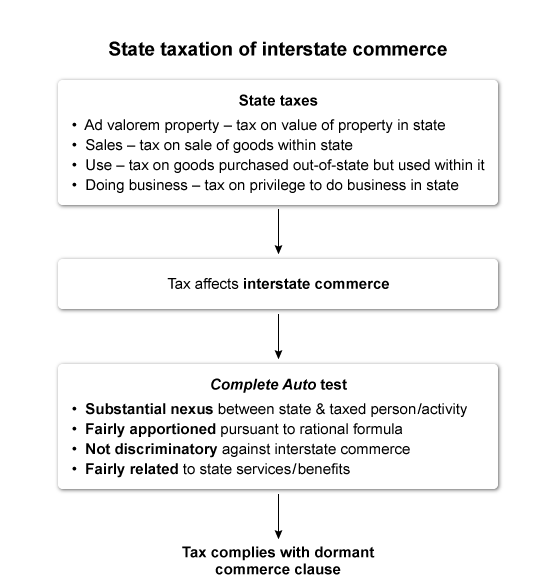 State taxation of interstate commerce
State taxes
• Ad valorem property – tax on value of property in state
• Sales – tax on sale of goods within state
• Use – tax on goods purchased out-of-state but used within it
• Doing business – tax on privilege to do business in state
Tax affects interstate commerce
Complete Auto test
• Substantial nexus between state & taxed person/activity
• Fairly apportioned pursuant to rational formula
• Not discriminatory against interstate commerce
• Fairly related to state services/benefits
Tax complies with dormant
commerce clause